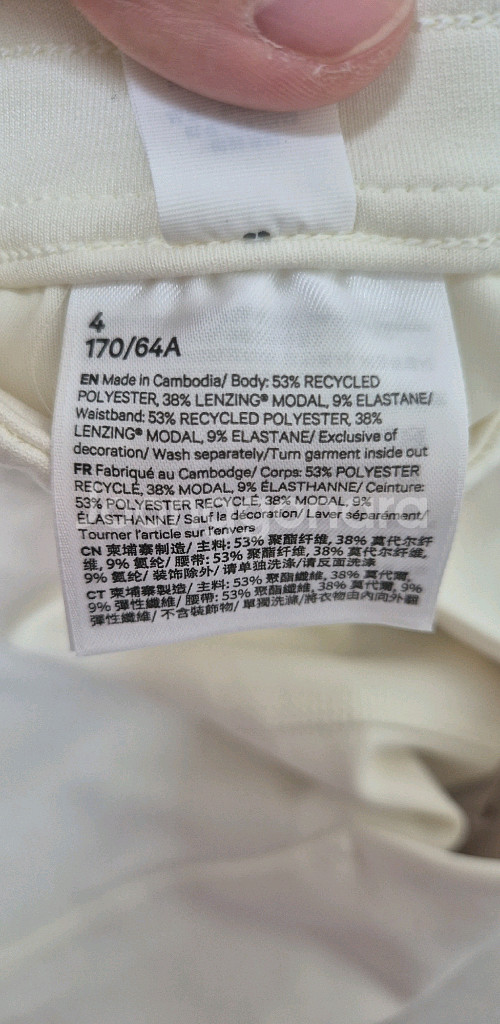 4
170/64A
EN Made in Cambodia/ Body: 53% RECYCLED
POLYESTER, 38% LENZING® MODAL, 9% ELASTANE/
Waistband: 53% RECYCLED POLYESTER, 38%
LENZING® MODAL, 9% ELASTANE/ Exclusive of
decoration/ Wash separately/Turn garment inside out
FR Fabriqué au Cambodge/ Corps: 53% POLYESTER
RECYCLÉ, 38% MODAL, 9% ÉLASTHANNE/ Ceinture:
53% POLYESTER RECYCLÉ, 38% MODAL, 9%
ÉLASTHANNE/ Sauf la décoration/ Laver séparément/
Tourner l'article sur l'envers
CN 柬埔寨制造/ 主料: 53% 聚酯纤维, 38% 莫代尔纤
维, 9% 氨纶/ 腰带: 53% 聚酯纤维, 38% 莫代尔纤维,
9% 氨纶/ 装饰除外/ 请单独洗涤/请反面洗涤
CT 柬埔寨製造/ 主料: 53% 聚酯纖維, 38% 莫代爾,
9% 彈性纖維/ 腰帶: 53% 聚酯纖維, 38% 莫代爾, 9%
彈性纖維/ 不含裝飾物/ 單獨洗滌/將衣物由內向外翻